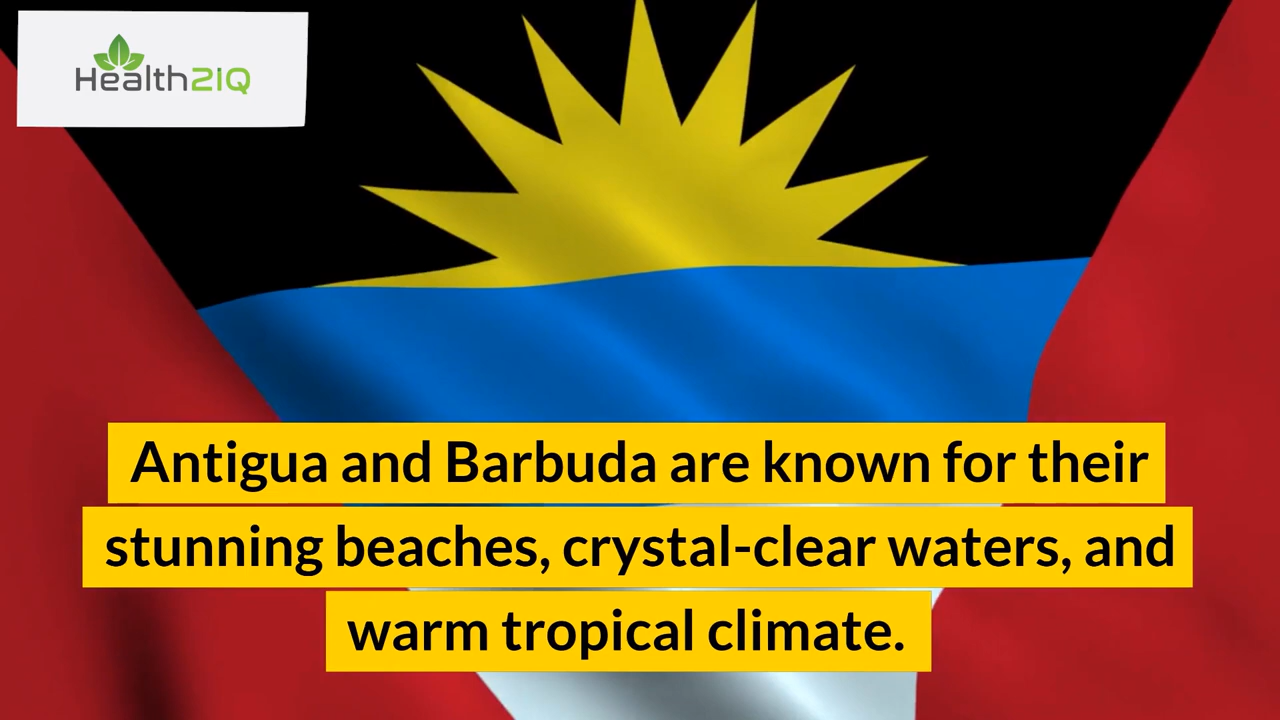 Health2iQ
Antigua and Barbuda are known for their
stunning beaches, crystal-clear waters, and
warm tropical climate.